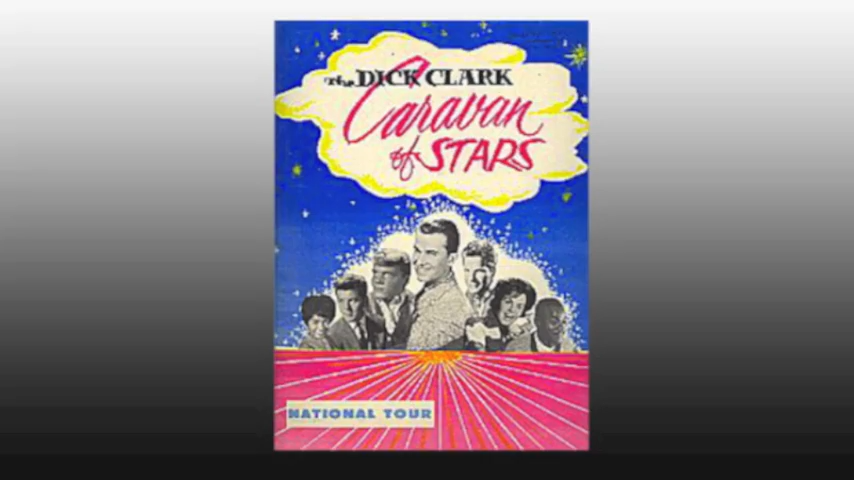 The DICK CLARK
Caravan
of STARS
NATIONAL TOUR